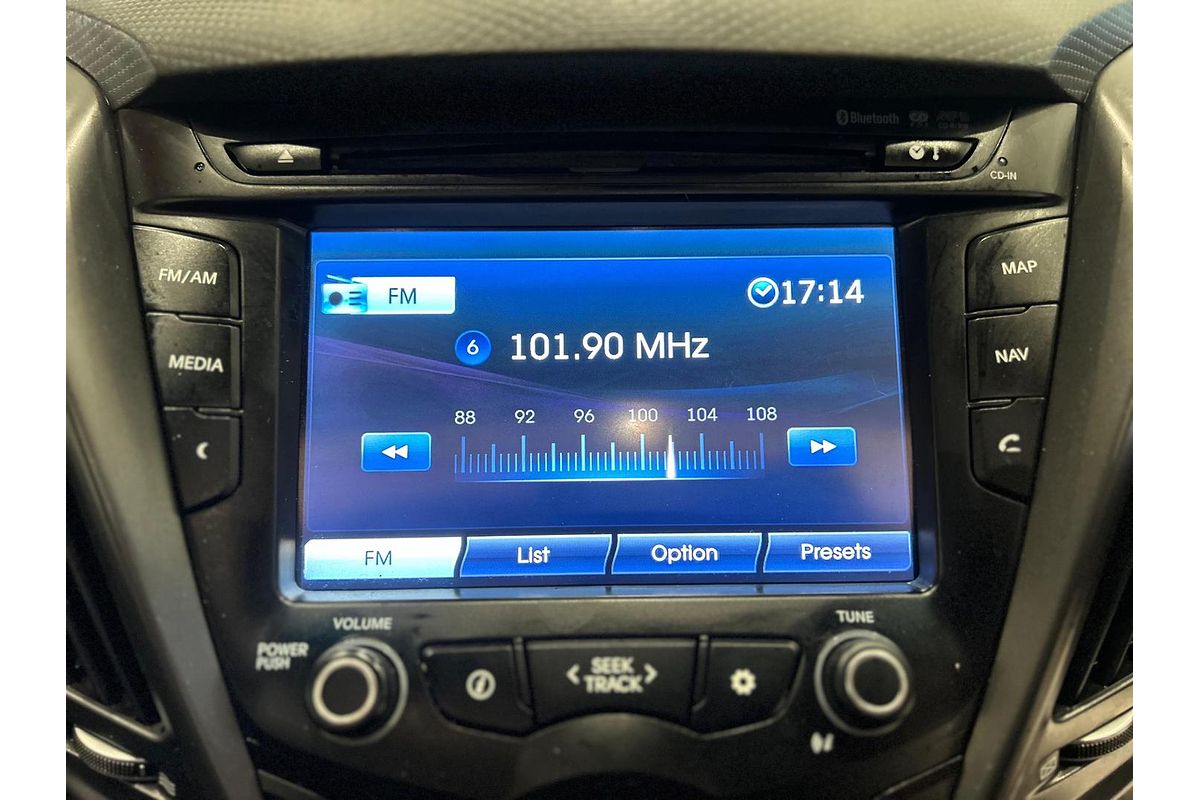 Bluetooth
CD-IN
FM/AM
MEDIA
MAP
NAV
FM
17:14
6 101.90 MHz
88 92 96 100 104 108
FM List Option Presets
VOLUME
POWER
PUSH
SEEK
TRACK
TUNE